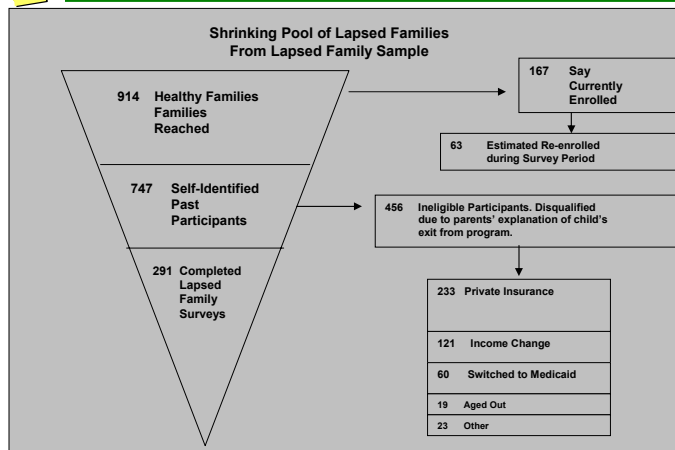 Shrinking Pool of Lapsed Families
From Lapsed Family Sample
914 Healthy Families
Families
Reached
167 Say
Currently
Enrolled
63 Estimated Re-enrolled
during Survey Period
747 Self-Identified
Past
Participants
456 Ineligible Participants. Disqualified
due to parents' explanation of child's
exit from program.
291 Completed
Lapsed
Family
Surveys
233 Private Insurance
121 Income Change
60 Switched to Medicaid
19 Aged Out
23 Other